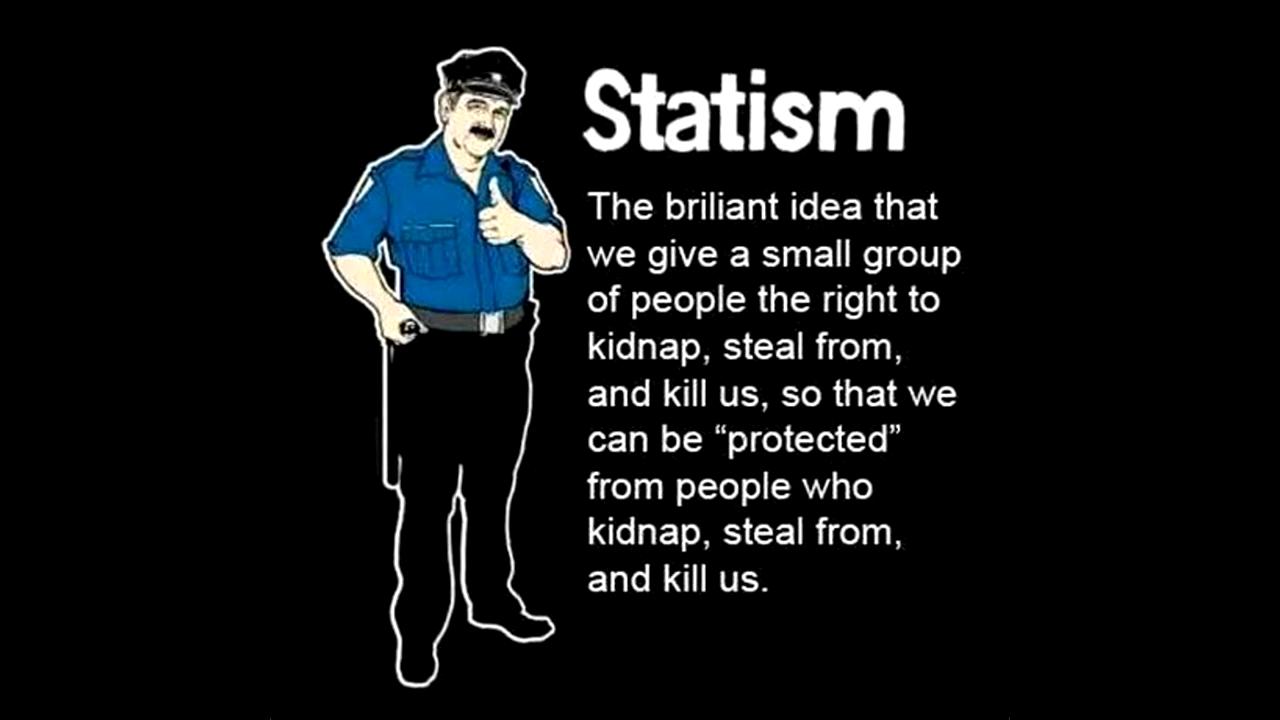 Statism
The briliant idea that
we give a small group
of people the right to
kidnap, steal from,
and kill us, so that we
can be “protected”
from people who
kidnap, steal from,
and kill us.